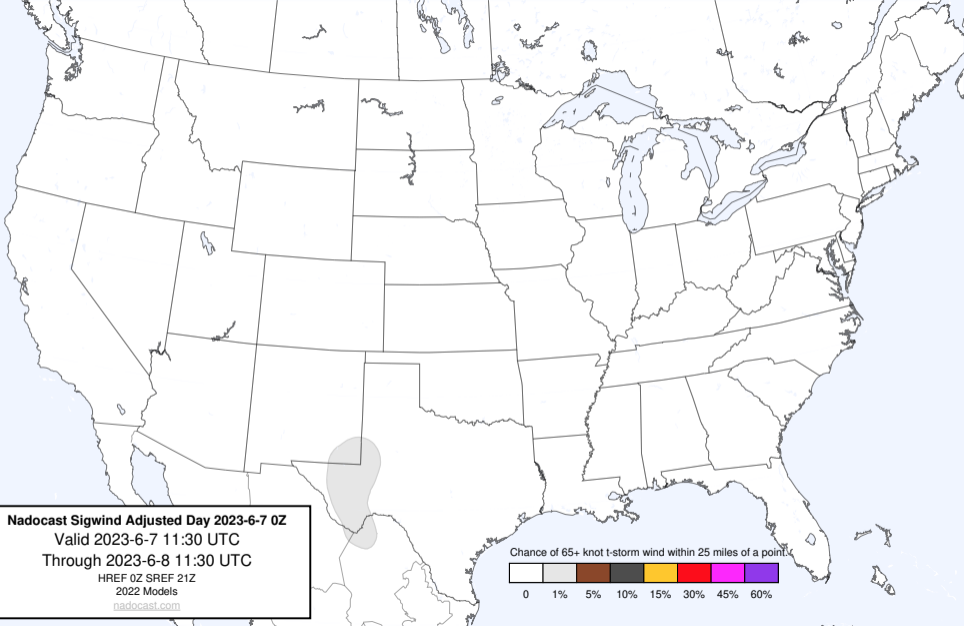 Nadocast Sigwind Adjusted Day 2023-6-7 0Z
Valid 2023-6-7 11:30 UTC
Through 2023-6-8 11:30 UTC
HREF 0Z SREF 21Z
2022 Models
nadocast.com
Chance of 65+ knot t-storm wind within 25 miles of a point.
0 1% 5% 10% 15% 30% 45% 60%